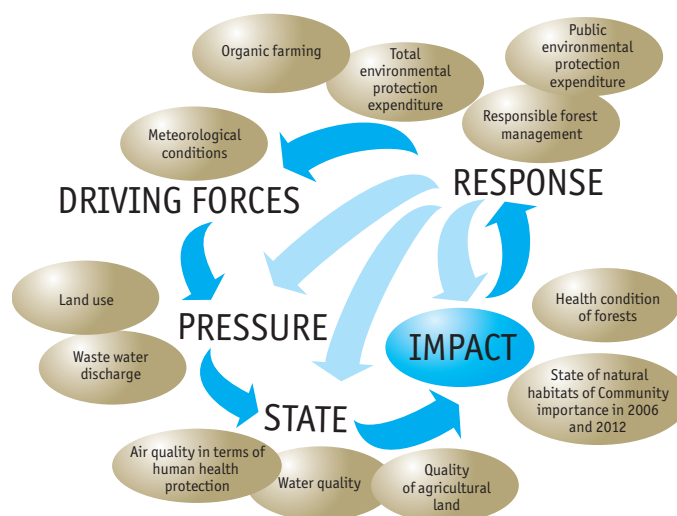 Organic farming
Total
environmental
protection
expenditure
Public
environmental
protection
expenditure
Responsible forest
management
Meteorological
conditions
DRIVING FORCES
RESPONSE
Land use
PRESSURE
Waste water
discharge
IMPACT
Health condition
of forests
State of natural
habitats of Community
importance in 2006
and 2012
STATE
Air quality in terms of
human health
protection
Water quality
Quality
of agricultural
land